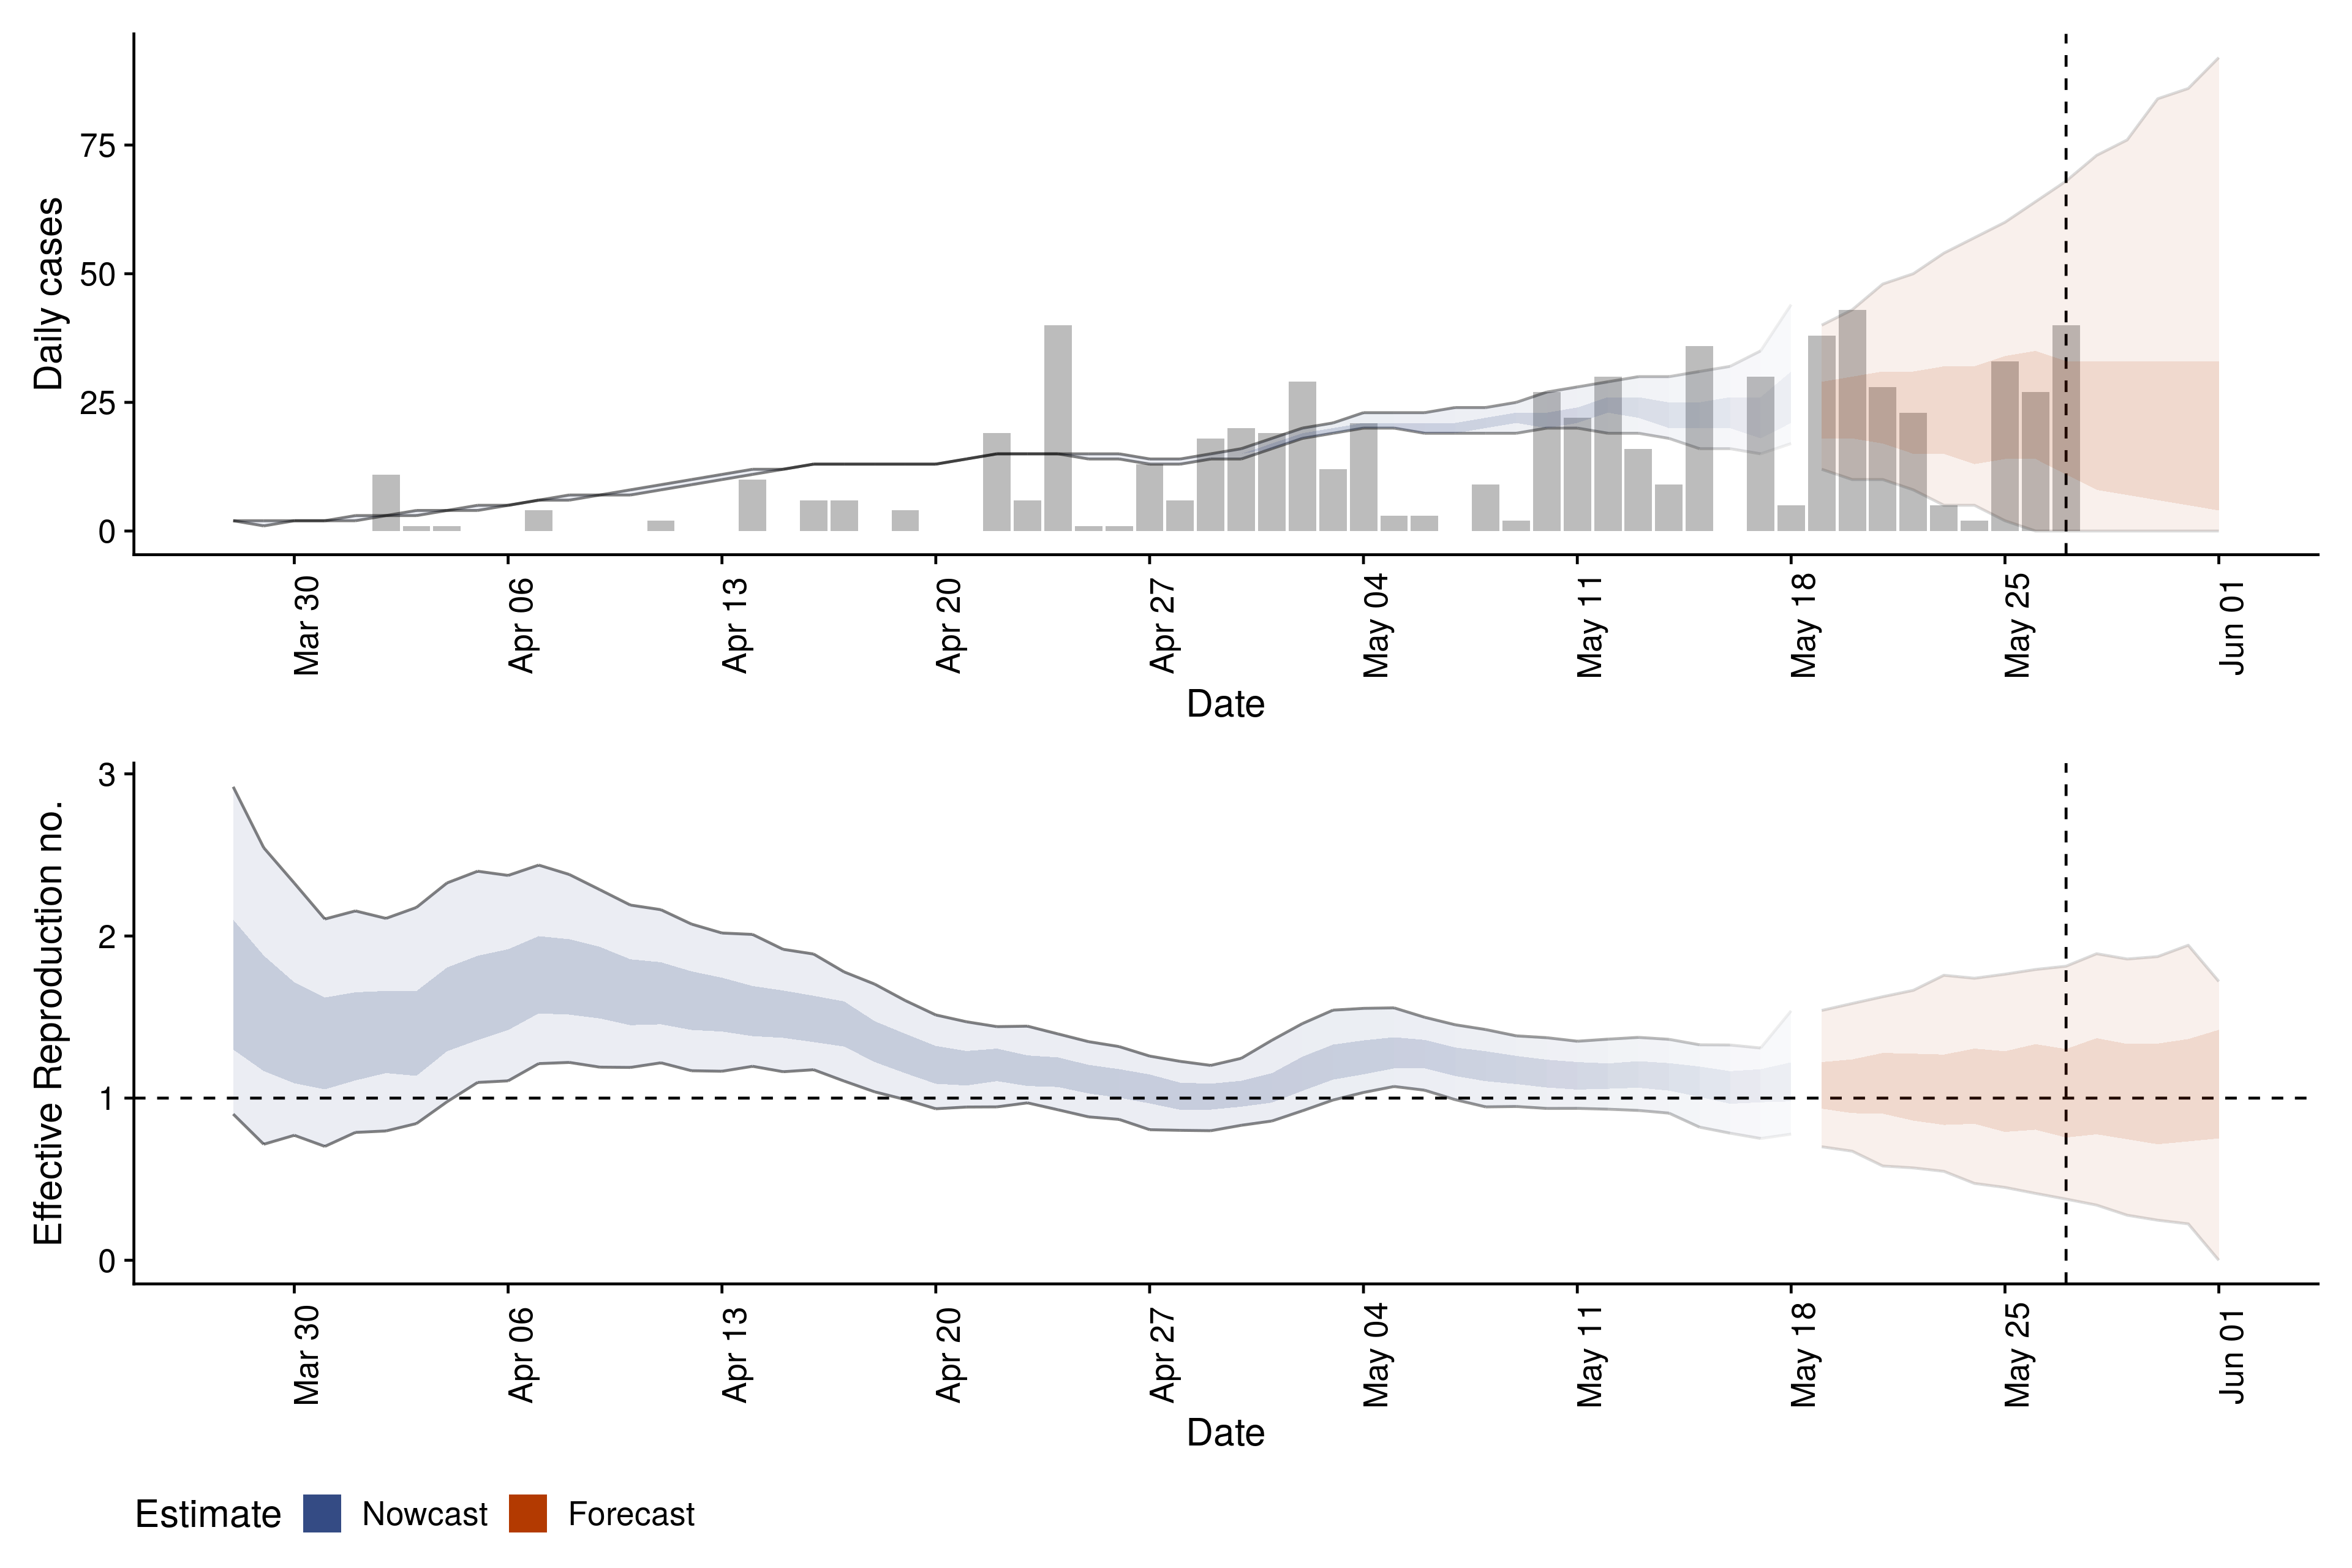 Daily cases
75
50
25
0
Mar 30
Apr 06
Apr 13
Apr 20
Apr 27
May 04
May 11
May 18
May 25
Jun 01
Date
Effective Reproduction no.
3
2
1
0
Mar 30
Apr 06
Apr 13
Apr 20
Apr 27
May 04
May 11
May 18
May 25
Jun 01
Date
Estimate Nowcast Forecast